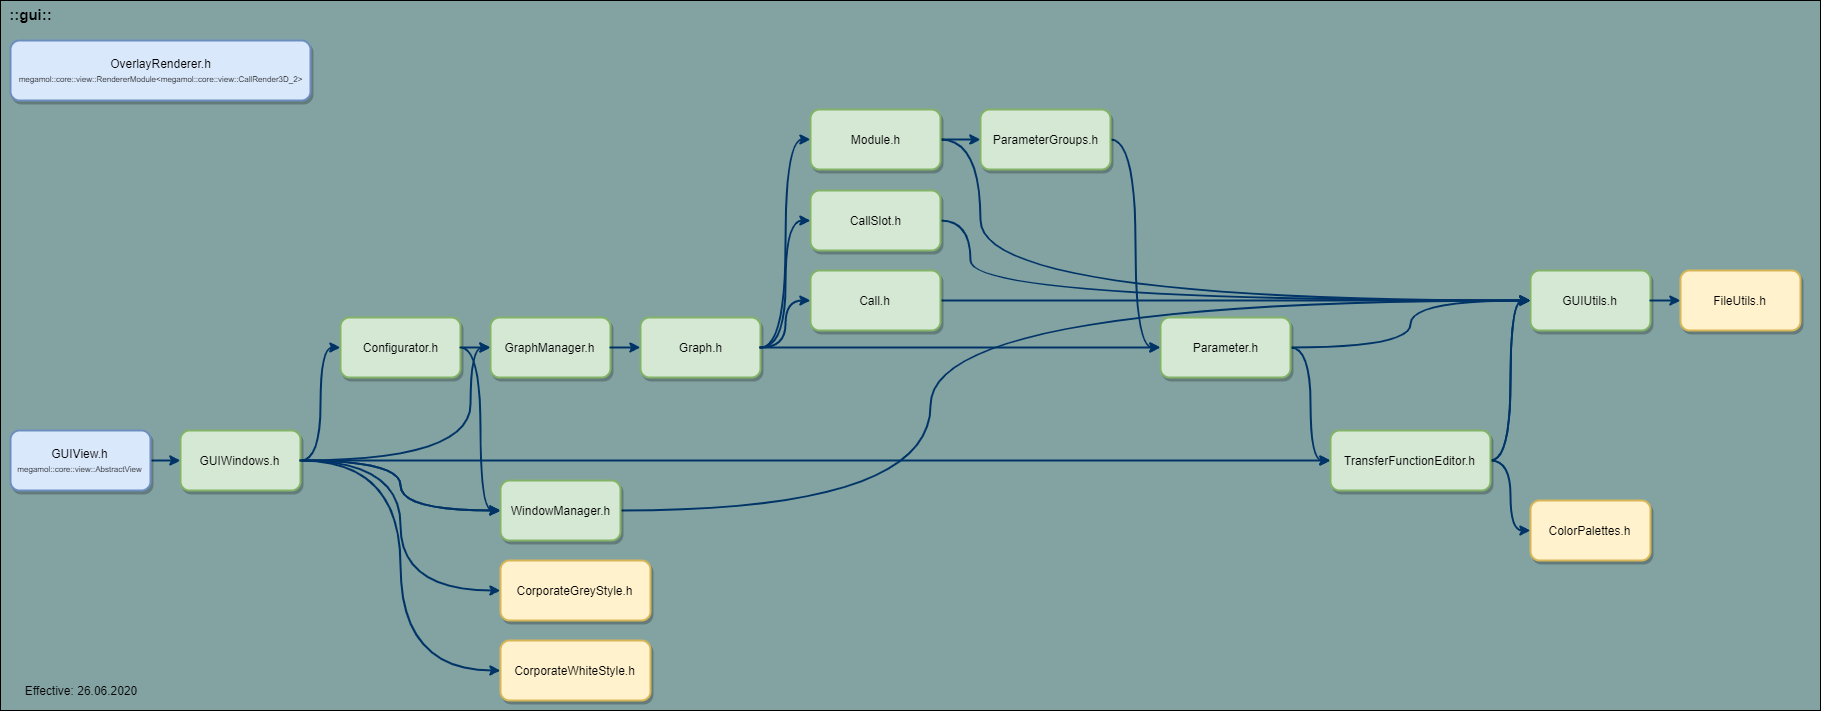 ::gui::
OverlayRenderer.h
megamol::core::view::RendererModule<megamol::core::view::CallRender3D_2>
Module.h
ParameterGroups.h
CallSlot.h
Call.h
GUIUtils.h
FileUtils.h
Configurator.h
GraphManager.h
Graph.h
Parameter.h
GUIView.h
megamol::core::view::AbstractView
GUIWindows.h
TransferFunctionEditor.h
WindowManager.h
ColorPalettes.h
CorporateGreyStyle.h
CorporateWhiteStyle.h
Effective: 26.06.2020